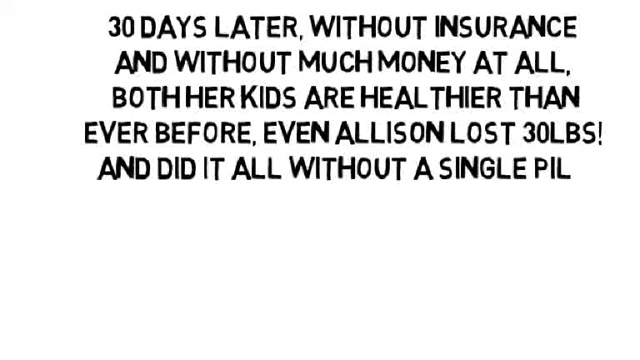 30 DAYS LATER, WITHOUT INSURANCE
AND WITHOUT MUCH MONEY AT ALL,
BOTH HER KIDS ARE HEALTHIER THAN
EVER BEFORE, EVEN ALLISON LOST 30LBS!
AND DID IT ALL WITHOUT A SINGLE PIL